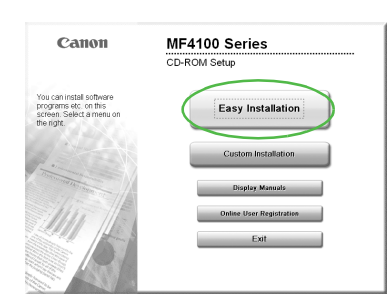 Canon
MF4100 Series
CD-ROM Setup
You can install software
programs etc. on this
screen. Select a menu on
the right.
Easy Installation
Custom Installation
Display Manuals
Online User Registration
Exit